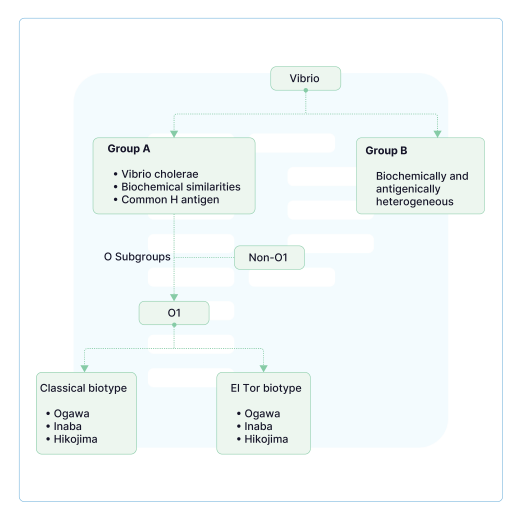 Vibrio
Group A
• Vibrio cholerae
• Biochemical similarities
• Common H antigen
Group B
Biochemically and
antigenically
heterogeneous
O Subgroups
Non-O1
O1
Classical biotype
• Ogawa
• Inaba
• Hikojima
El Tor biotype
• Ogawa
• Inaba
• Hikojima